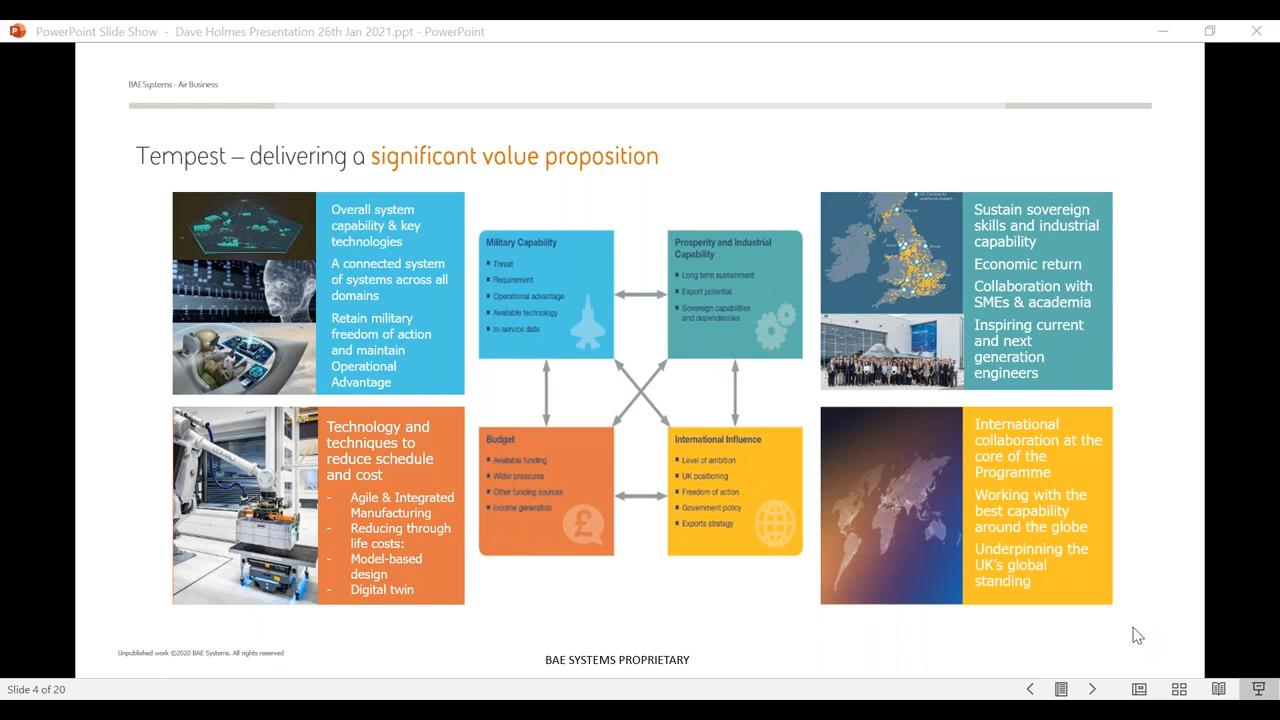 PowerPoint Slide Show - Dave Holmes Presentation 26th Jan 2021.ppt - PowerPoint
BAE Systems - Air Business
Tempest – delivering a significant value proposition
Overall system
capability & key
technologies
A connected system
of systems across all
domains
Retain military
freedom of action
and maintain
Operational
Advantage
Military Capability
▪ Threat
▪ Requirement
▪ Operational advantage
▪ Available technology
▪ In-service date
Prosperity and Industrial
Capability
▪ Long term sustainment
▪ Export potential
▪ Sovereign capabilities
and dependencies
Sustain sovereign
skills and industrial
capability
Economic return
Collaboration with
SMEs & academia
Inspiring current
and next
generation
engineers
COMAU
Technology and
techniques to
reduce schedule
and cost
- Agile & Integrated
Manufacturing
- Reducing through
life costs:
- Model-based
design
- Digital twin
Budget
▪ Available funding
▪ Wider pressures
▪ Other funding sources
▪ Income generation
£
International Influence
▪ Level of ambition
▪ UK positioning
▪ Freedom of action
▪ Government policy
▪ Exports strategy
International
collaboration at the
core of the
Programme
Working with the
best capability
around the globe
Underpinning the
UK's global
standing
Unpublished work ©2020 BAE Systems. All rights reserved
BAE SYSTEMS PROPRIETARY
Slide 4 of 20